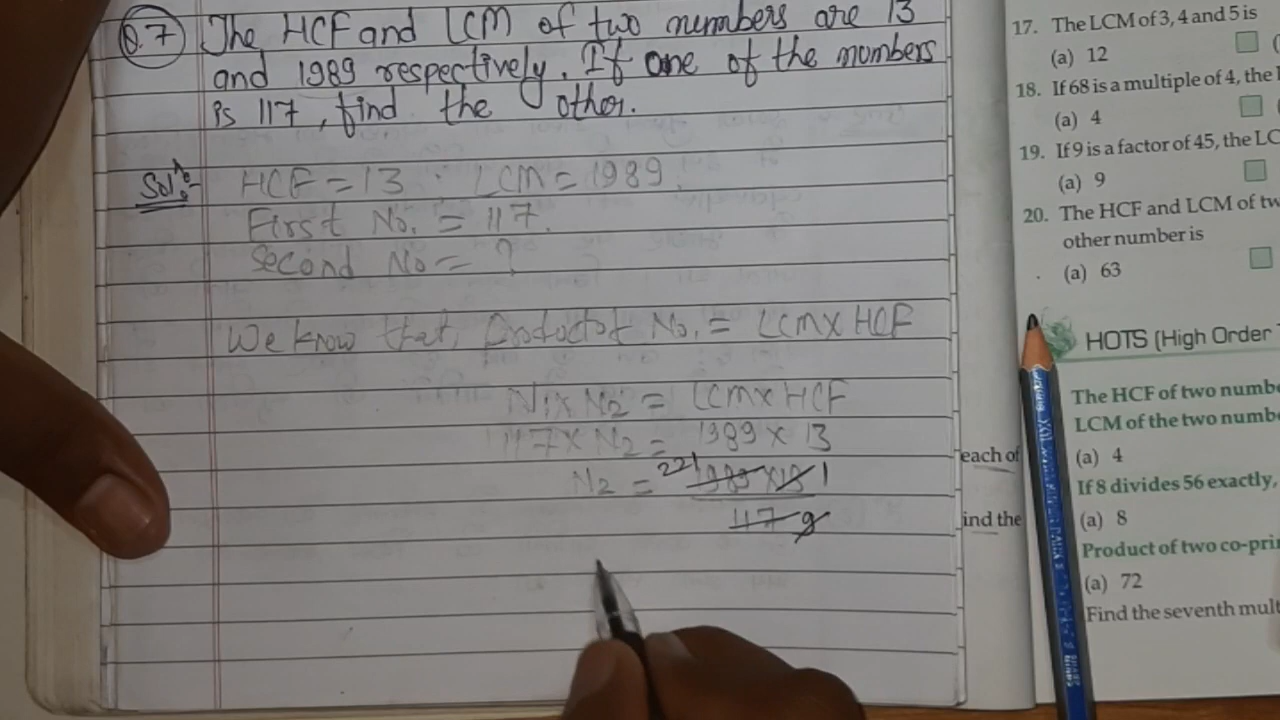 Q.7 The HCF and LCM of two numbers are 13
and 1989 respectively. If one of the numbers
is 117, find the other.
Soln:- HCF = 13 LCM = 1989.
First No. = 117.
Second No = ?
We know that, Product of No. = LCM x HCF
N1 x N2 = LCM x HCF
117 x N2 = 1989 x 13
N2 = 221 1989 x 13 1
117 9
each of
ind the
17. The LCM of 3, 4 and 5 is
(a) 12
18. If 68 is a multiple of 4, the
(a) 4
19. If 9 is a factor of 45, the LC
(a) 9
20. The HCF and LCM of tw
other number is
(a) 63
HOTS (High Order
The HCF of two numb
LCM of the two numb
(a) 4
If 8 divides 56 exactly,
(a) 8
Product of two co-pri
(a) 72
Find the seventh mult